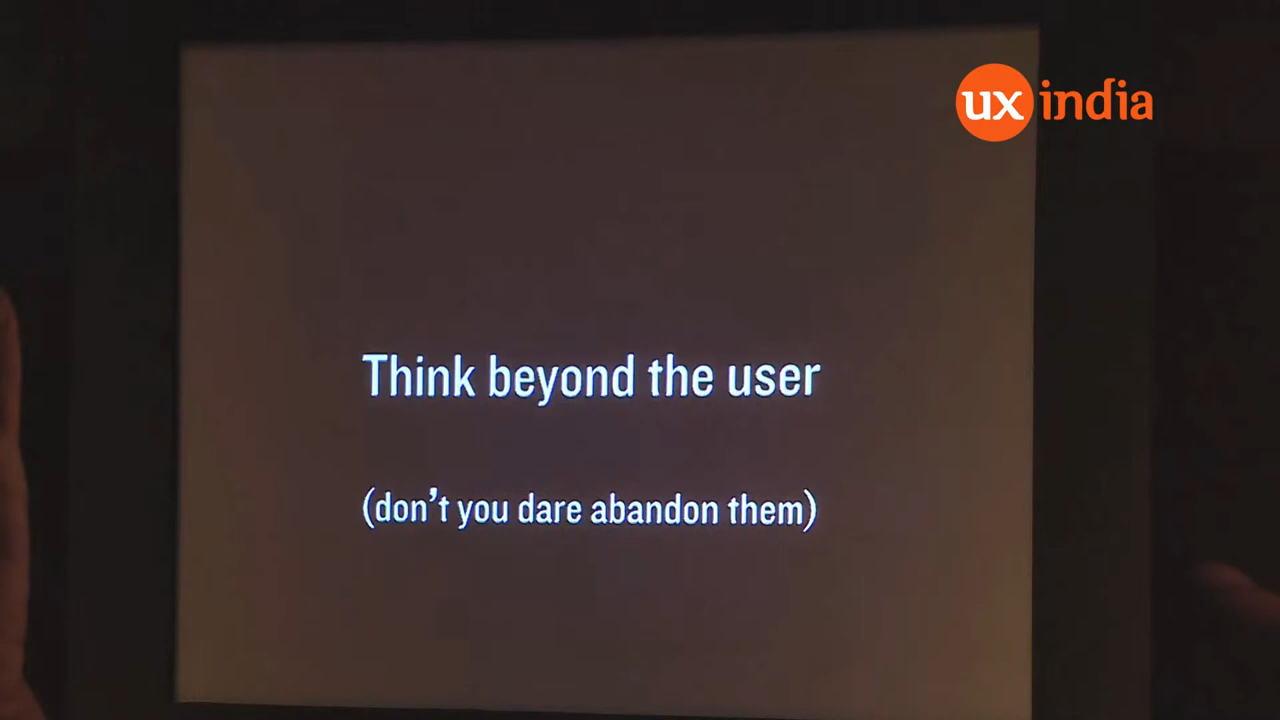 ux india
Think beyond the user
(don’t you dare abandon them)